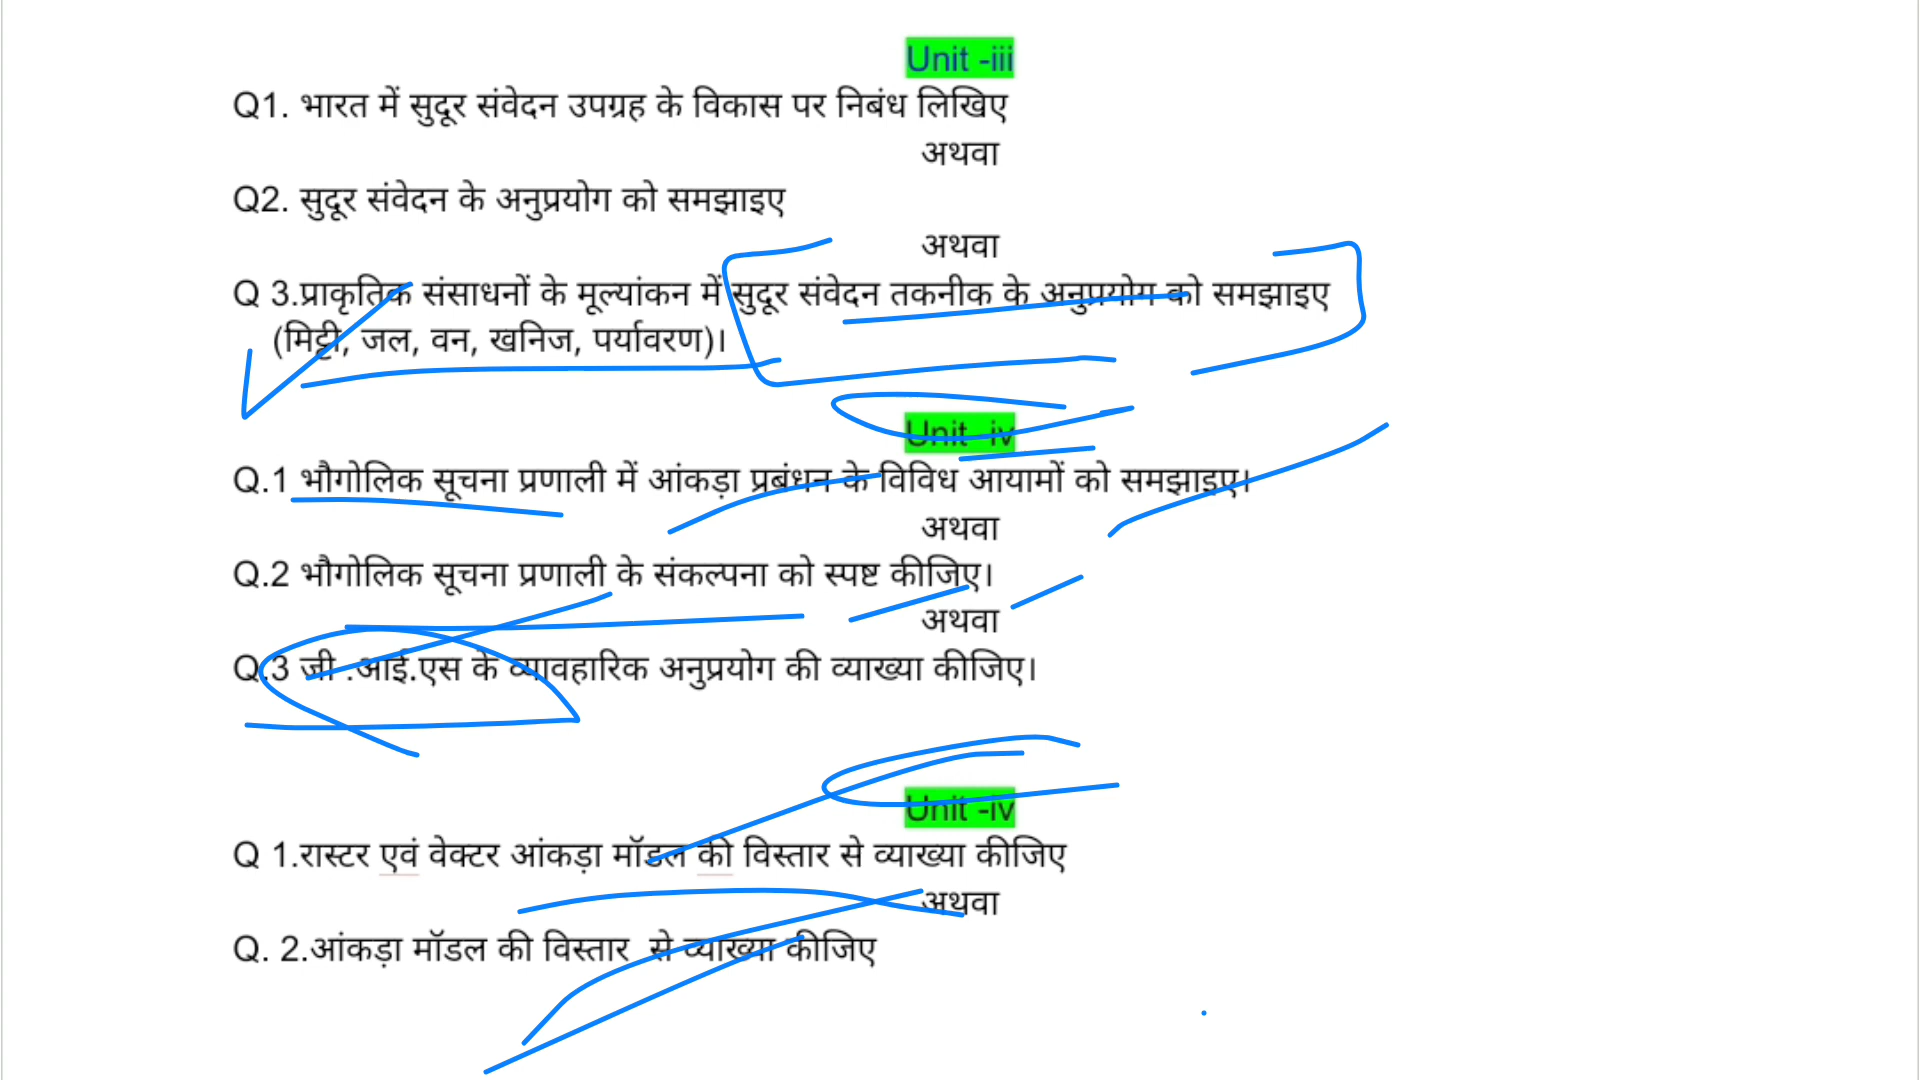 Unit -iii
Q1. भारत में सुदूर संवेदन उपग्रह के विकास पर निबंध लिखिए
अथवा
Q2. सुदूर संवेदन के अनुप्रयोग को समझाइए
अथवा
Q 3.प्राकृतिक संसाधनों के मूल्यांकन में सुदूर संवेदन तकनीक के अनुप्रयोग को समझाइए
(मिट्टी, जल, वन, खनिज, पर्यावरण)।
Unit -iv
Q.1 भौगोलिक सूचना प्रणाली में आंकड़ा प्रबंधन के विविध आयामों को समझाइए।
अथवा
Q.2 भौगोलिक सूचना प्रणाली के संकल्पना को स्पष्ट कीजिए।
अथवा
Q.3 जी .आई.एस के व्यावहारिक अनुप्रयोग की व्याख्या कीजिए।
Unit -iv
Q 1.रास्टर एवं वेक्टर आंकड़ा मॉडल की विस्तार से व्याख्या कीजिए
अथवा
Q. 2.आंकड़ा मॉडल की विस्तार से व्याख्या कीजिए